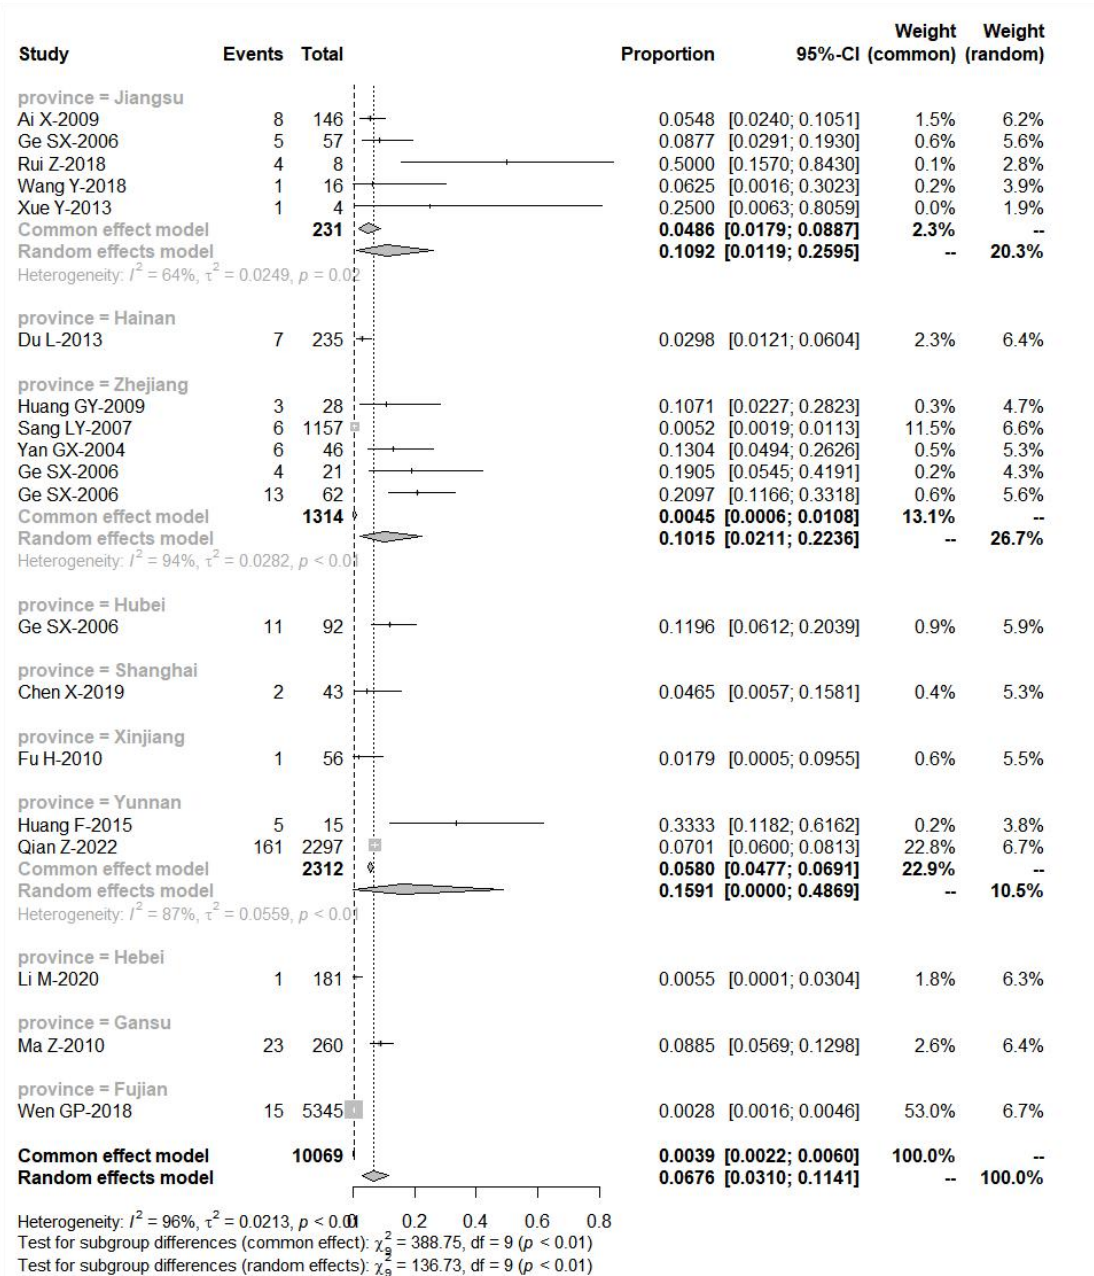 Weight Weight
Study Events Total Proportion 95%-CI (common) (random)
province = Jiangsu
Ai X-2009 8 146 0.0548 [0.0240; 0.1051] 1.5% 6.2%
Ge SX-2006 5 57 0.0877 [0.0291; 0.1930] 0.6% 5.6%
Rui Z-2018 4 8 0.5000 [0.1570; 0.8430] 0.1% 2.8%
Wang Y-2018 1 16 0.0625 [0.0016; 0.3023] 0.2% 3.9%
Xue Y-2013 1 4 0.2500 [0.0063; 0.8059] 0.0% 1.9%
Common effect model 231 0.0486 [0.0179; 0.0887] 2.3% --
Random effects model 0.1092 [0.0119; 0.2595] -- 20.3%
Heterogeneity: I² = 64%, τ² = 0.0249, p = 0.02
province = Hainan
Du L-2013 7 235 0.0298 [0.0121; 0.0604] 2.3% 6.4%
province = Zhejiang
Huang GY-2009 3 28 0.1071 [0.0227; 0.2823] 0.3% 4.7%
Sang LY-2007 6 1157 0.0052 [0.0019; 0.0113] 11.5% 6.6%
Yan GX-2004 6 46 0.1304 [0.0494; 0.2626] 0.5% 5.3%
Ge SX-2006 4 21 0.1905 [0.0545; 0.4191] 0.2% 4.3%
Ge SX-2006 13 62 0.2097 [0.1166; 0.3318] 0.6% 5.6%
Common effect model 1314 0.0045 [0.0006; 0.0108] 13.1% --
Random effects model 0.1015 [0.0211; 0.2236] -- 26.7%
Heterogeneity: I² = 94%, τ² = 0.0282, p < 0.01
province = Hubei
Ge SX-2006 11 92 0.1196 [0.0612; 0.2039] 0.9% 5.9%
province = Shanghai
Chen X-2019 2 43 0.0465 [0.0057; 0.1581] 0.4% 5.3%
province = Xinjiang
Fu H-2010 1 56 0.0179 [0.0005; 0.0955] 0.6% 5.5%
province = Yunnan
Huang F-2015 5 15 0.3333 [0.1182; 0.6162] 0.2% 3.8%
Qian Z-2022 161 2297 0.0701 [0.0600; 0.0813] 22.8% 6.7%
Common effect model 2312 0.0580 [0.0477; 0.0691] 22.9% --
Random effects model 0.1591 [0.0000; 0.4869] -- 10.5%
Heterogeneity: I² = 87%, τ² = 0.0559, p < 0.01
province = Hebei
Li M-2020 1 181 0.0055 [0.0001; 0.0304] 1.8% 6.3%
province = Gansu
Ma Z-2010 23 260 0.0885 [0.0569; 0.1298] 2.6% 6.4%
province = Fujian
Wen GP-2018 15 5345 0.0028 [0.0016; 0.0046] 53.0% 6.7%
Common effect model 10069 0.0039 [0.0022; 0.0060] 100.0% --
Random effects model 0.0676 [0.0310; 0.1141] -- 100.0%
Heterogeneity: I² = 96%, τ² = 0.0213, p < 0.01 0 0.2 0.4 0.6 0.8
Test for subgroup differences (common effect): χ²₉ = 388.75, df = 9 (p < 0.01)
Test for subgroup differences (random effects): χ²₉ = 136.73, df = 9 (p < 0.01)